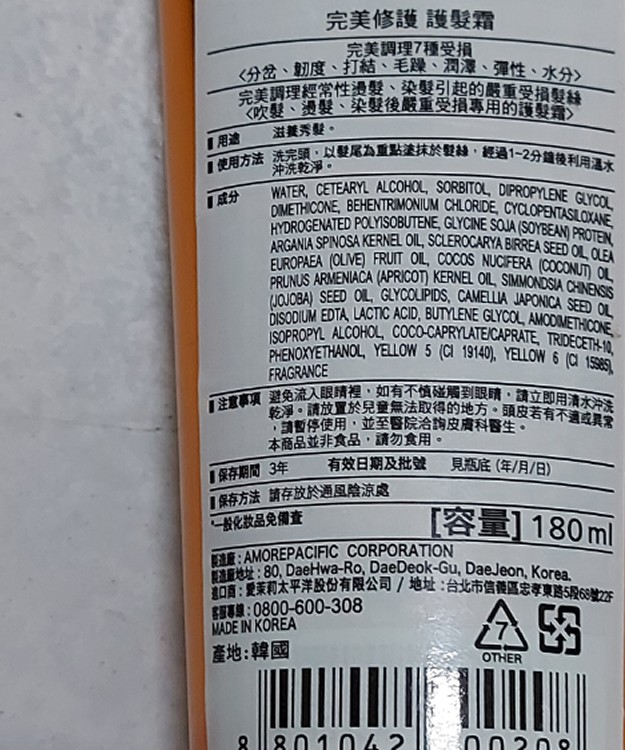 完美修護 護髮霜
完美調理7種受損
〈分岔、韌度、打結、毛躁、潤澤、彈性、水分〉
完美調理經常性燙髮、染髮引起的嚴重受損髮絲
〈吹髮、燙髮、染髮後嚴重受損專用的護髮霜〉
用途 滋養秀髮。
使用方法 洗完頭,以髮尾為重點塗抹於髮絲,經過1-2分鐘後利用溫水
沖洗乾淨。
成分 WATER, CETEARYL ALCOHOL, SORBITOL, DIPROPYLENE GLYCOL,
DIMETHICONE, BEHENTRIMONIUM CHLORIDE, CYCLOPENTASILOXANE,
HYDROGENATED POLYISOBUTENE, GLYCINE SOJA (SOYBEAN) PROTEIN,
ARGANIA SPINOSA KERNEL OIL, SCLEROCARYA BIRREA SEED OIL, OLEA
EUROPAEA (OLIVE) FRUIT OIL, COCOS NUCIFERA (COCONUT) OIL,
PRUNUS ARMENIACA (APRICOT) KERNEL OIL, SIMMONDSIA CHINENSIS
(JOJOBA) SEED OIL, GLYCOLIPIDS, CAMELLIA JAPONICA SEED OIL,
DISODIUM EDTA, LACTIC ACID, BUTYLENE GLYCOL, AMODIMETHICONE,
ISOPROPYL ALCOHOL, COCO-CAPRYLATE/CAPRATE, TRIDECETH-10,
PHENOXYETHANOL, YELLOW 5 (CI 19140), YELLOW 6 (CI 15985),
FRAGRANCE
注意事項 避免流入眼睛裡,如有不慎碰觸到眼睛,請立即用清水沖洗
乾淨。請放置於兒童無法取得的地方。頭皮若有不適或異常
,請暫停使用,並至醫院洽詢皮膚科醫生。
本商品並非食品,請勿食用。
保存期間 3年 有效日期及批號 見瓶底 (年/月/日)
保存方法 請存放於通風陰涼處
*一般化妝品免備查
[容量] 180ml
製造廠:AMOREPACIFIC CORPORATION
製造廠地址:80, DaeHwa-Ro, DaeDeok-Gu, DaeJeon, Korea.
進口商:愛茉莉太平洋股份有限公司 / 地址:台北市信義區忠孝東路5段68號22F
客服專線:0800-600-308
MADE IN KOREA
產地:韓國
7
OTHER
8 801042 00208